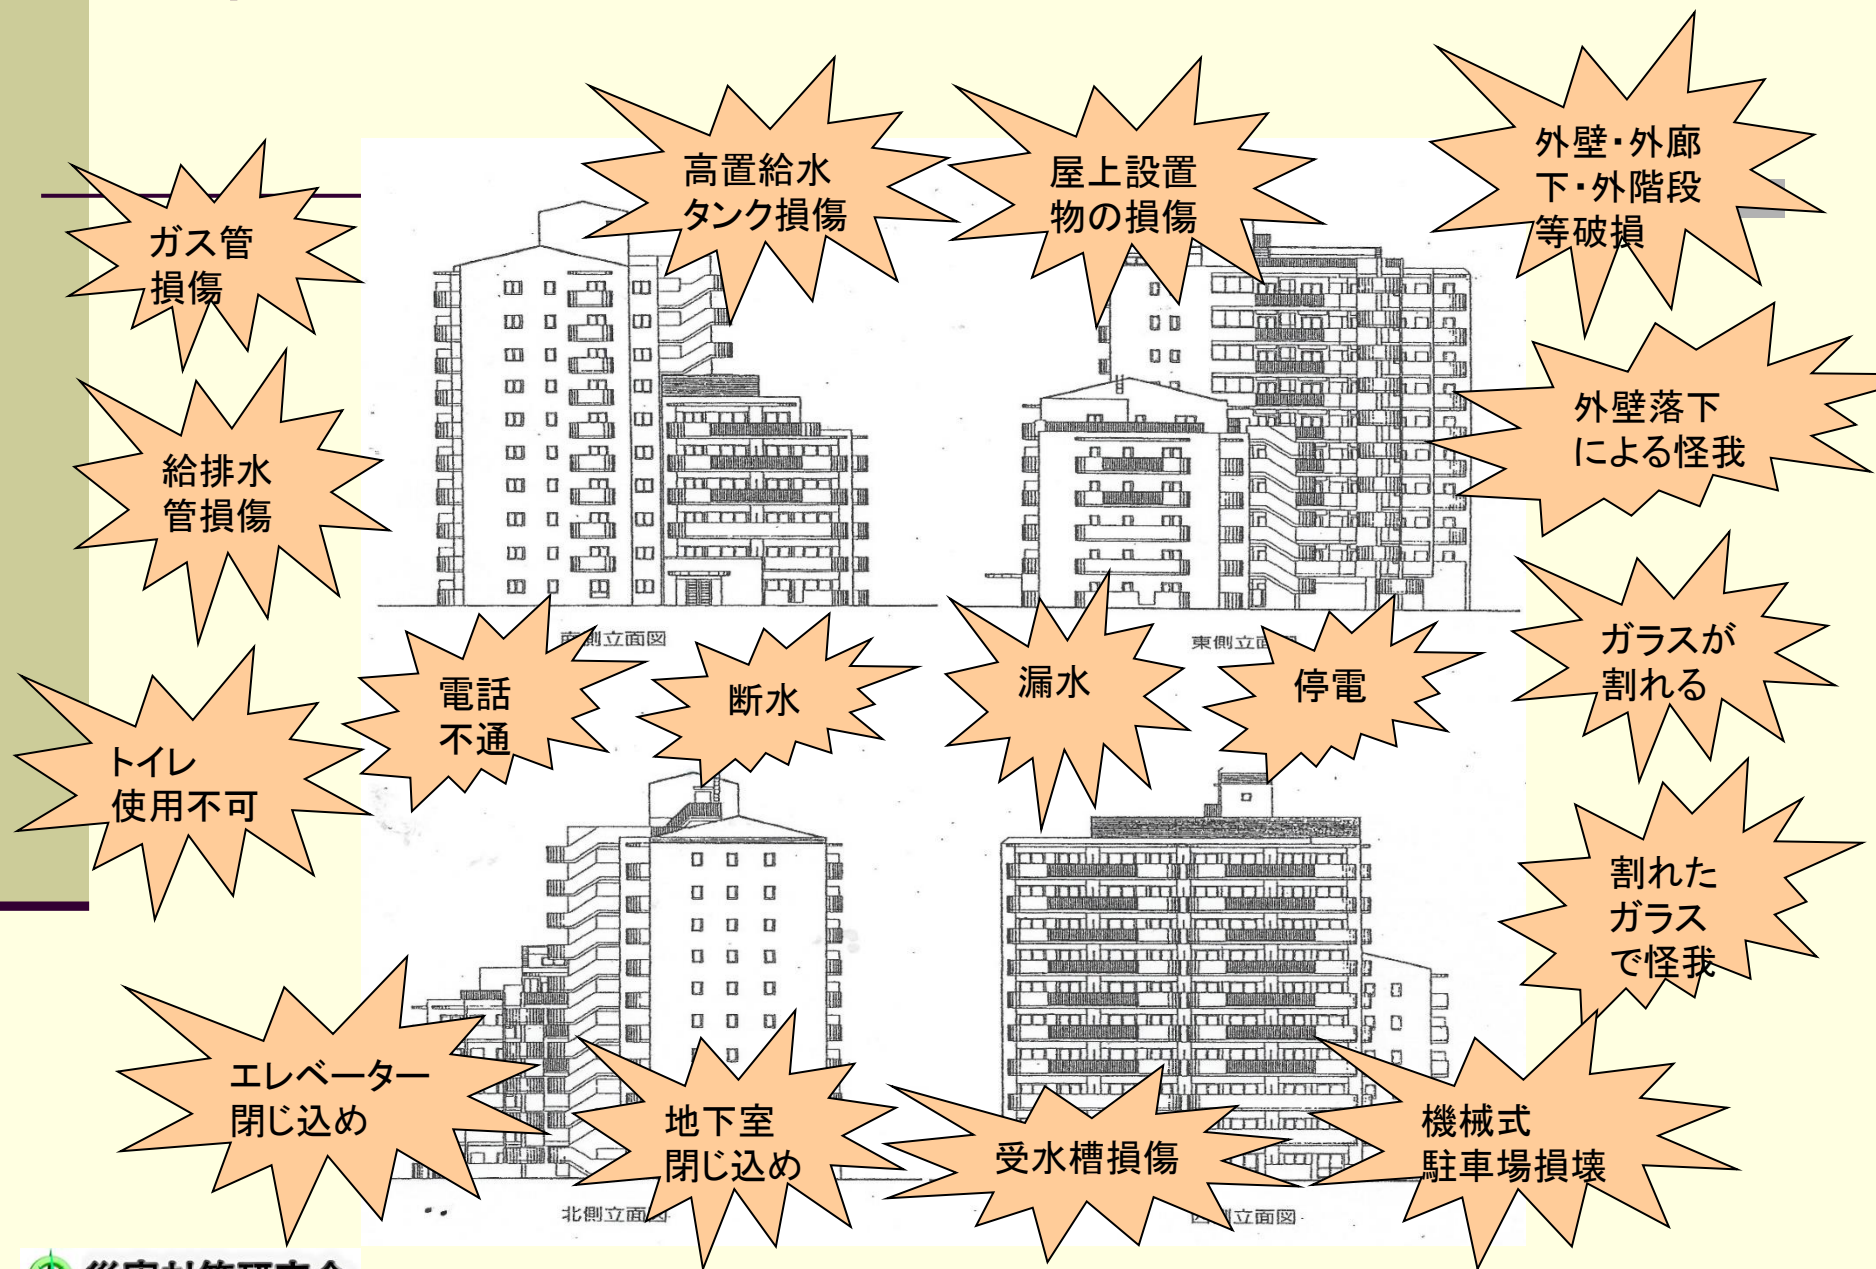 高置給水
タンク損傷
屋上設置
物の損傷
外壁・外廊
下・外階段
等破損
ガス管
損傷
外壁落下
による怪我
給排水
管損傷
側立面図
東側立面
ガラスが
割れる
電話
不通
断水
漏水
停電
トイレ
使用不可
割れた
ガラス
で怪我
エレベーター
閉じ込め
地下室
閉じ込め
受水槽損傷
機械式
駐車場損壊
北側立面図
立面図